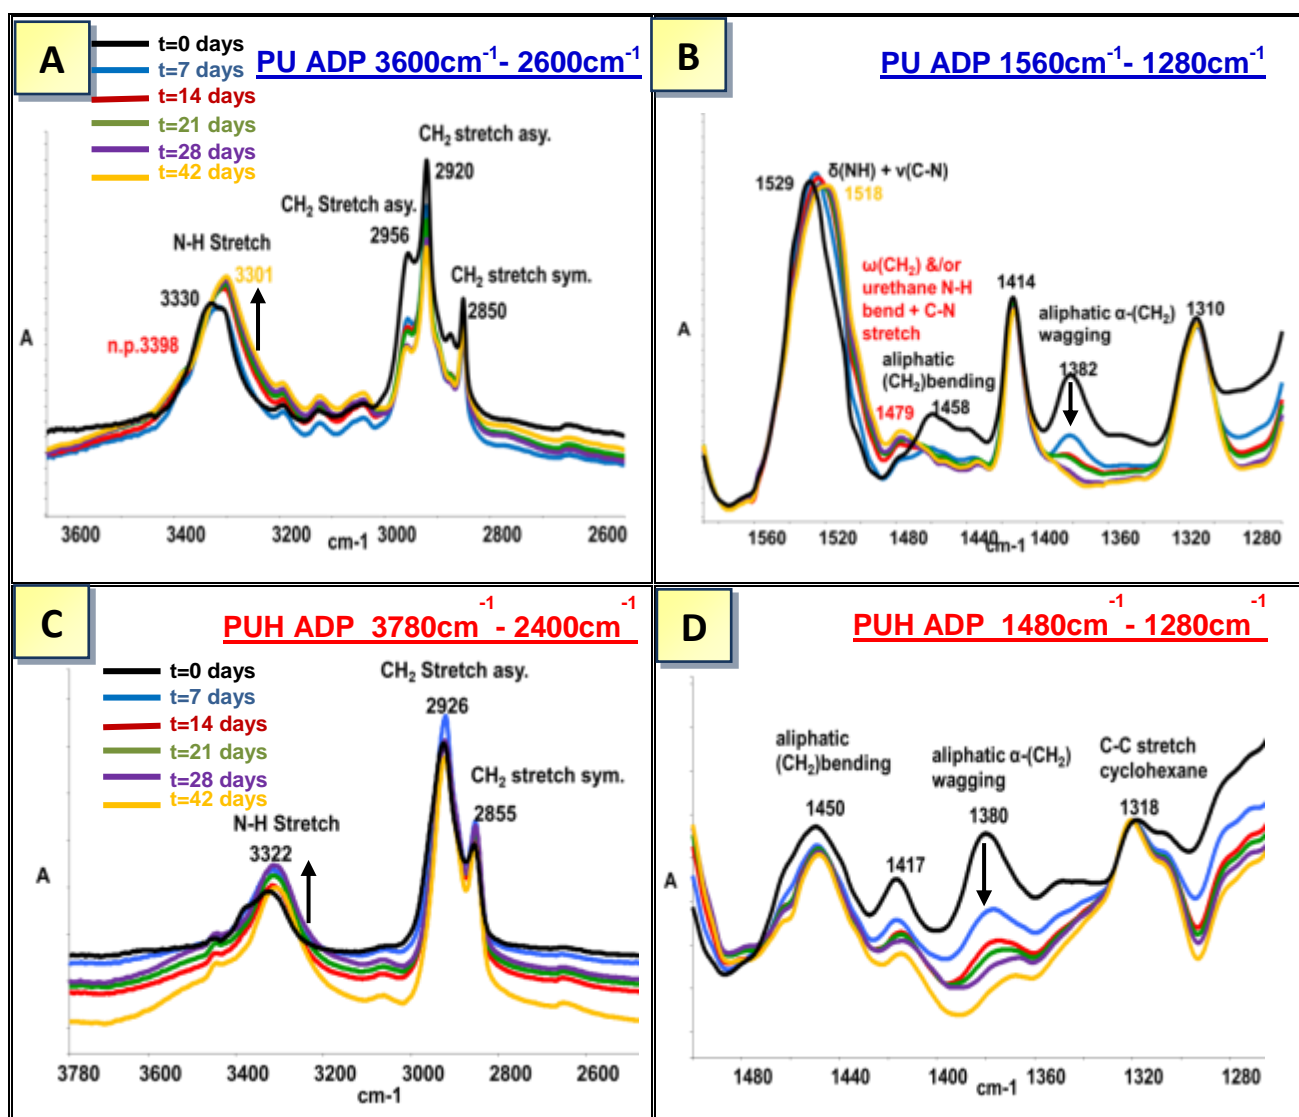 A
t=0 days
t=7 days
t=14 days
t=21 days
t=28 days
t=42 days
PU ADP 3600cm⁻¹- 2600cm⁻¹
CH₂ stretch asy.
2920
CH₂ Stretch asy.
2956
N-H Stretch
3301
3330
n.p.3398
CH₂ stretch sym.
2850
A
3600
3400
3200
3000
2800
2600
cm-1
B
PU ADP 1560cm⁻¹- 1280cm⁻¹
δ(NH) + ν(C-N)
1529
1518
ω(CH₂) &/or
urethane N-H
bend + C-N
stretch
aliphatic
(CH₂)bending
1479
1458
1414
aliphatic α-(CH₂)
wagging
1382
1310
A
1560
1520
1480
1440
1400
1360
1320
1280
cm-1
C
PUH ADP 3780cm⁻¹- 2400cm⁻¹
t=0 days
t=7 days
t=14 days
t=21 days
t=28 days
t=42 days
CH₂ Stretch asy.
2926
CH₂ stretch sym.
2855
N-H Stretch
3322
A
3780
3600
3400
3200
3000
2800
2600
cm-1
D
PUH ADP 1480cm⁻¹- 1280cm⁻¹
aliphatic
(CH₂)bending
1450
1417
aliphatic α-(CH₂)
wagging
1380
C-C stretch
cyclohexane
1318
A
1480
1440
1400
1360
1320
1280
cm-1